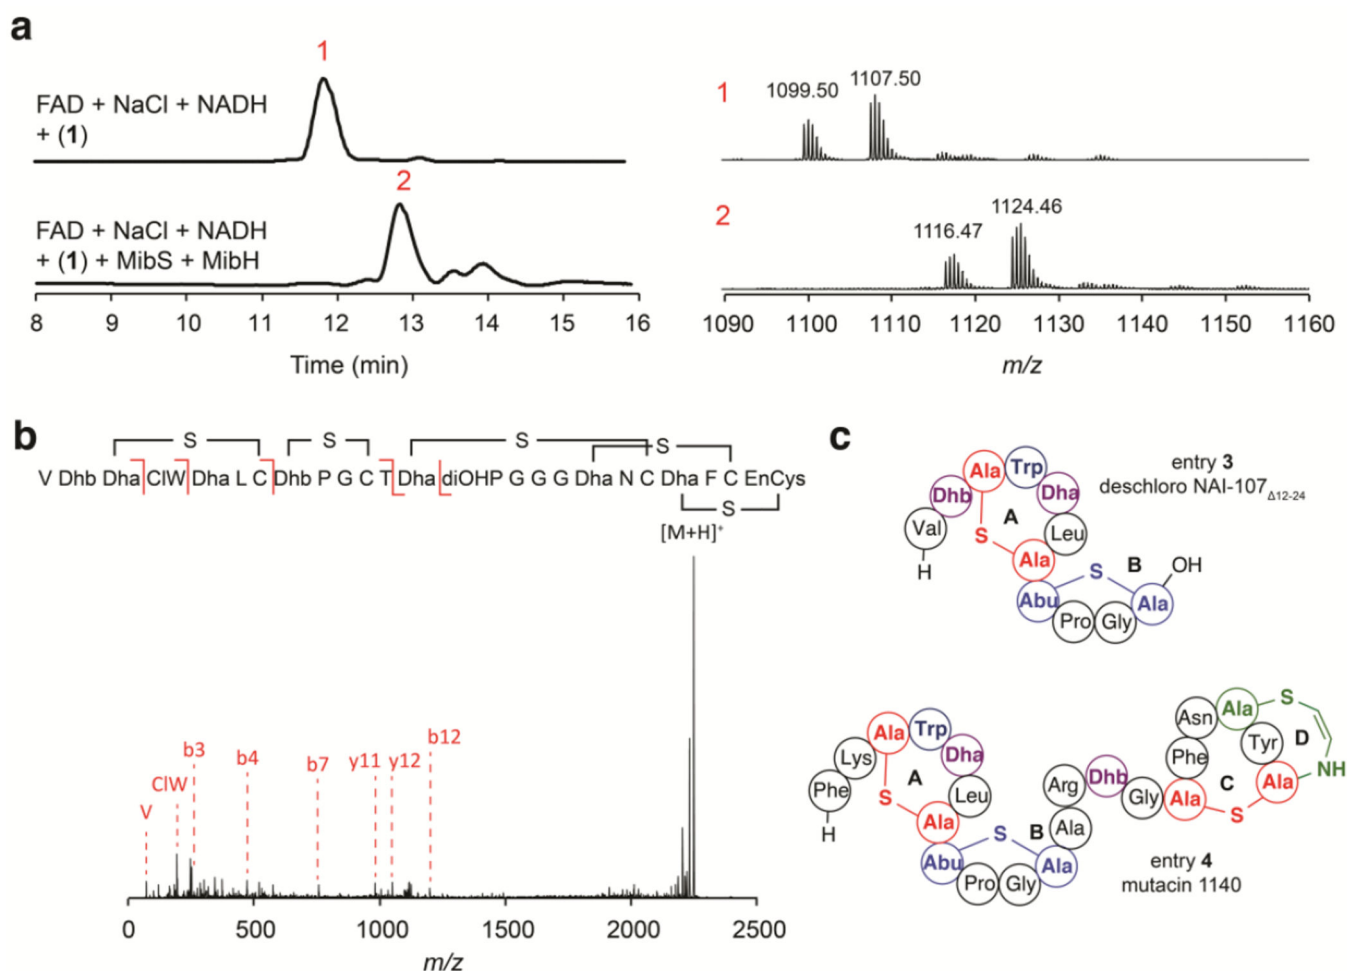 a
1
FAD + NaCl + NADH
+ (1)
2
FAD + NaCl + NADH
+ (1) + MibS + MibH
8 9 10 11 12 13 14 15 16
Time (min)
1
1099.50
1107.50
2
1116.47
1124.46
1090 1100 1110 1120 1130 1140 1150 1160
m/z
b
S S S S
V Dhb Dha ClW Dha L C Dhb P G C T Dha diOHP G G G Dha N C Dha F C EnCys
S
[M+H]+
V
ClW
b3
b4
b7
y11
y12
b12
0 500 1000 1500 2000 2500
m/z
c
Ala Trp
Dhb Dha
Val A Leu
H S Ala
Abu S B OH
Pro Gly Ala
entry 3
deschloro NAI-107Δ12-24
Ala Trp
Lys Dha
Phe A Leu
H S Ala
Abu S B Ala
Pro Gly Ala
Arg Dhb Gly
Asn Ala S
Phe Tyr D
Ala C Ala NH
S
entry 4
mutacin 1140